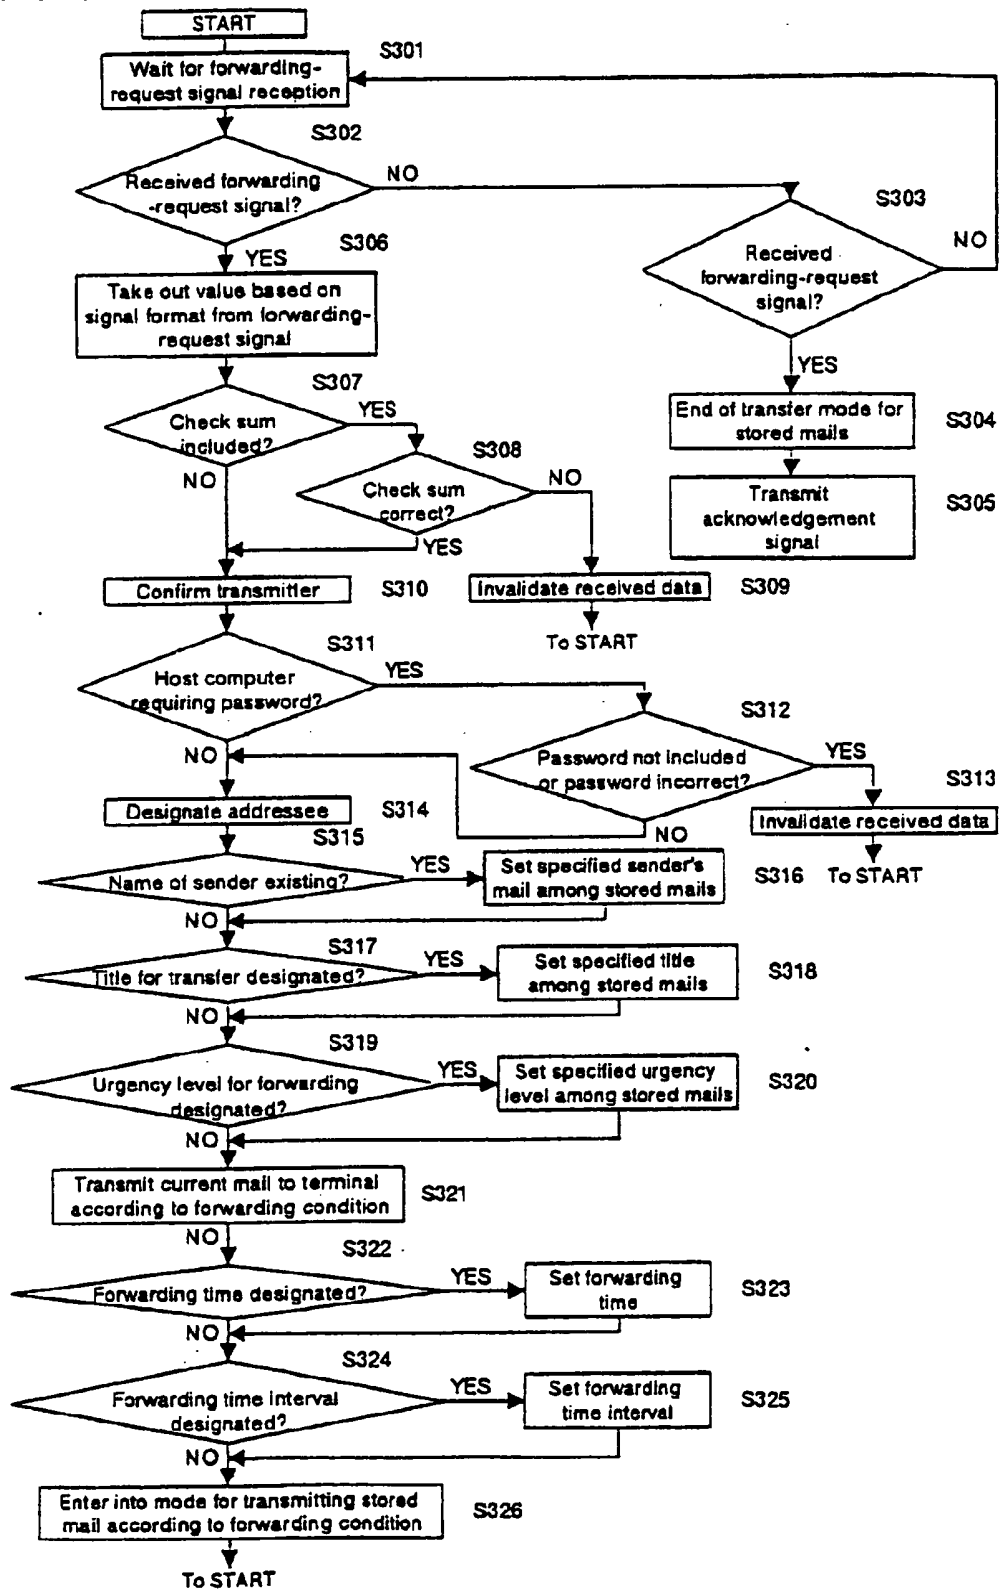 START
S301
Wait for forwarding-
request signal reception
S302
Received forwarding
-request signal?
NO
S303
Received
forwarding-request
signal?
NO
S306
YES
Take out value based on
signal format from forwarding-
request signal
YES
End of transfer mode for
stored mails
S304
S307
Check sum
included?
YES
S308
Check sum
correct?
NO
Transmit
acknowledgement
signal
S305
NO
YES
Confirm transmitter
S310
Invalidate received data
S309
To START
S311
Host computer
requiring password?
YES
S312
Password not included
or password incorrect?
YES
S313
NO
Invalidate received data
Designate addressee
S314
NO
S315
Name of sender existing?
YES
Set specified sender's
mail among stored mails
S316
To START
NO
S317
Title for transfer designated?
YES
Set specified title
among stored mails
S318
NO
S319
Urgency level for forwarding
designated?
YES
Set specified urgency
level among stored mails
S320
NO
Transmit current mail to terminal
according to forwarding condition
S321
NO
S322
Forwarding time designated?
YES
Set forwarding
time
S323
NO
S324
Forwarding time interval
designated?
YES
Set forwarding
time interval
S325
NO
Enter into mode for transmitting stored
mail according to forwarding condition
S326
To START